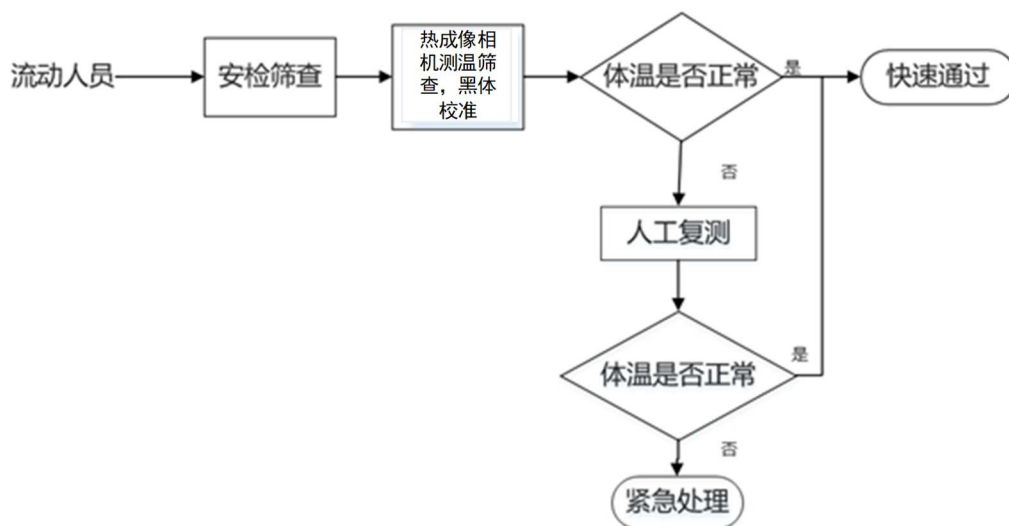 流动人员
安检筛查
热成像相
机测温筛
查，黑体
校准
体温是否正常
是
快速通过
否
人工复测
体温是否正常
是
否
紧急处理